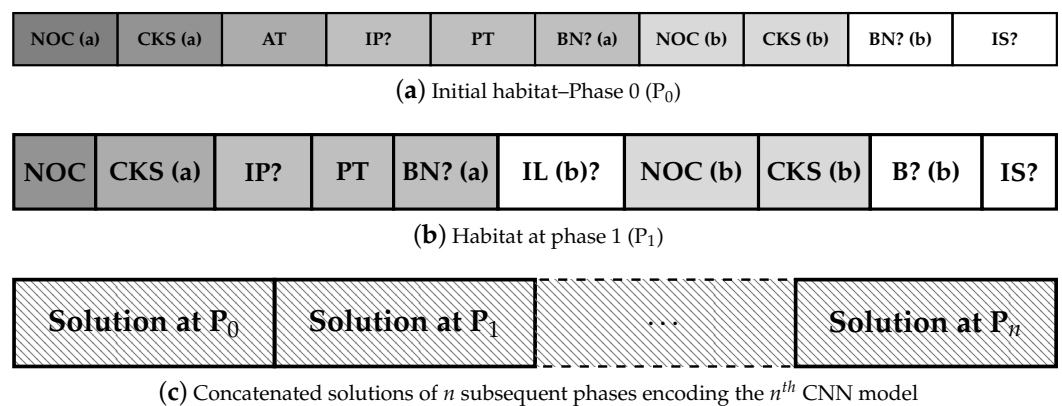 NOC (a) CKS (a) AT IP? PT BN? (a) NOC (b) CKS (b) BN? (b) IS?
(a) Initial habitat–Phase 0 (P₀)
NOC CKS (a) IP? PT BN? (a) IL (b)? NOC (b) CKS (b) B? (b) IS?
(b) Habitat at phase 1 (P₁)
Solution at P₀ Solution at P₁ ... Solution at Pₙ
(c) Concatenated solutions of n subsequent phases encoding the nᵗʰ CNN model